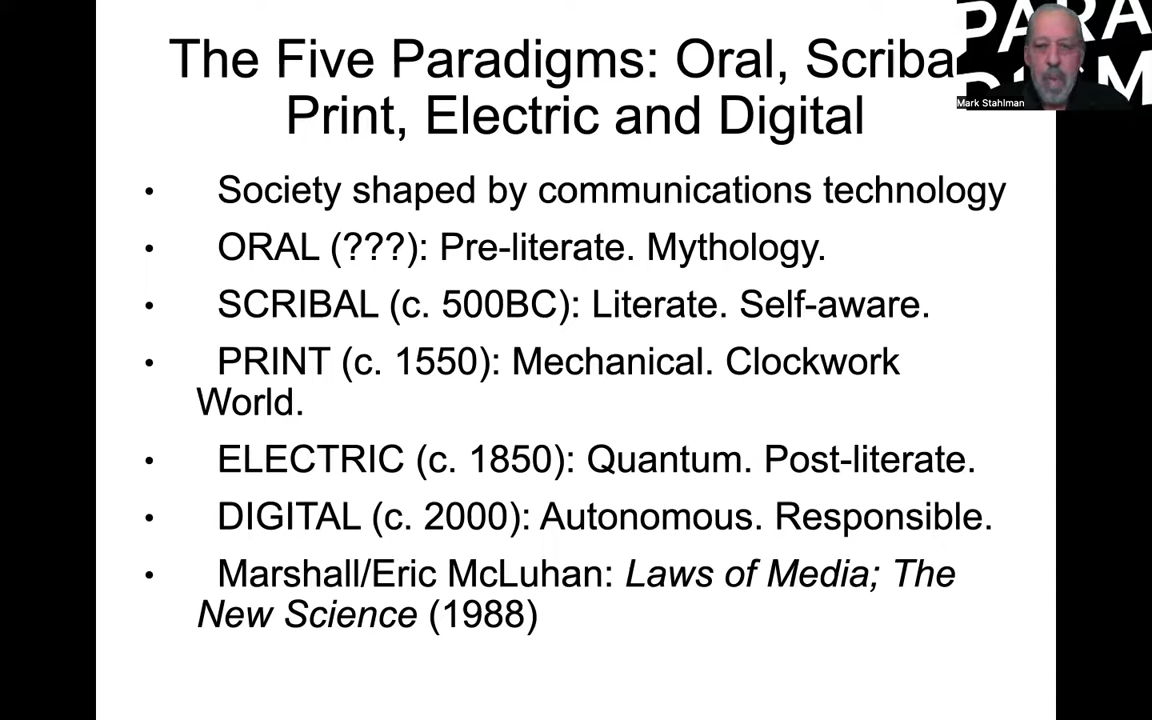 The Five Paradigms: Oral, Scriba
Print, Electric and Digital
PARA
Mark Stahlman
• Society shaped by communications technology
• ORAL (???): Pre-literate. Mythology.
• SCRIBAL (c. 500BC): Literate. Self-aware.
• PRINT (c. 1550): Mechanical. Clockwork
World.
• ELECTRIC (c. 1850): Quantum. Post-literate.
• DIGITAL (c. 2000): Autonomous. Responsible.
• Marshall/Eric McLuhan: Laws of Media; The
New Science (1988)